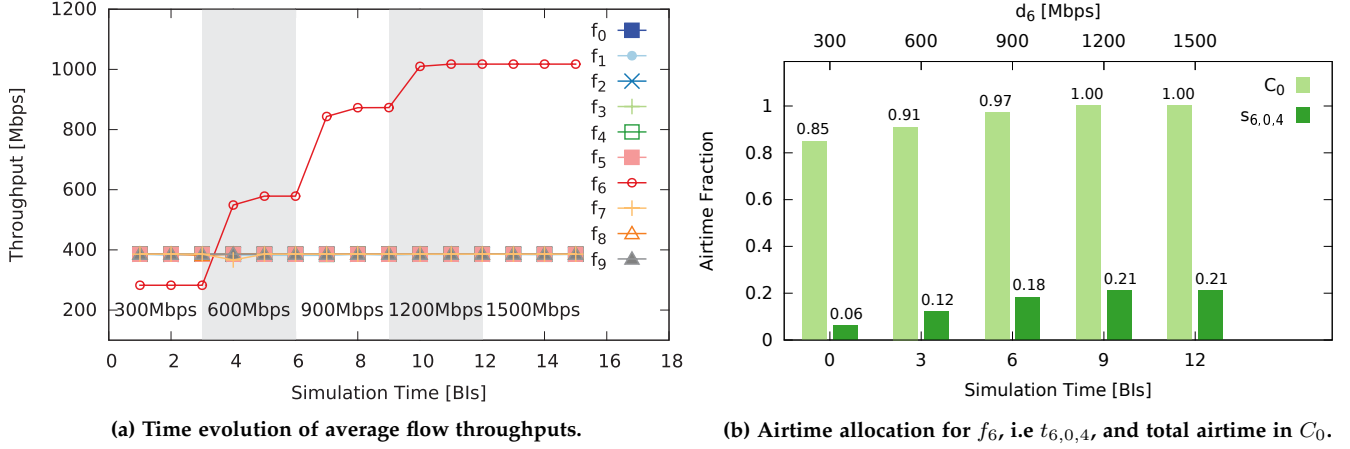 1200
1000
800
600
400
200
Throughput [Mbps]
f0
f1
f2
f3
f4
f5
f6
f7
f8
f9
300Mbps 600Mbps 900Mbps 1200Mbps 1500Mbps
0 2 4 6 8 10 12 14 16 18
Simulation Time [BIs]
(a) Time evolution of average flow throughputs.
d6 [Mbps]
300 600 900 1200 1500
1
0.8
0.6
0.4
0.2
0
Airtime Fraction
C0
s6,0,4
0.85 0.91 0.97 1.00 1.00
0.06 0.12 0.18 0.21 0.21
0 3 6 9 12
Simulation Time [BIs]
(b) Airtime allocation for f6, i.e t6,0,4, and total airtime in C0.